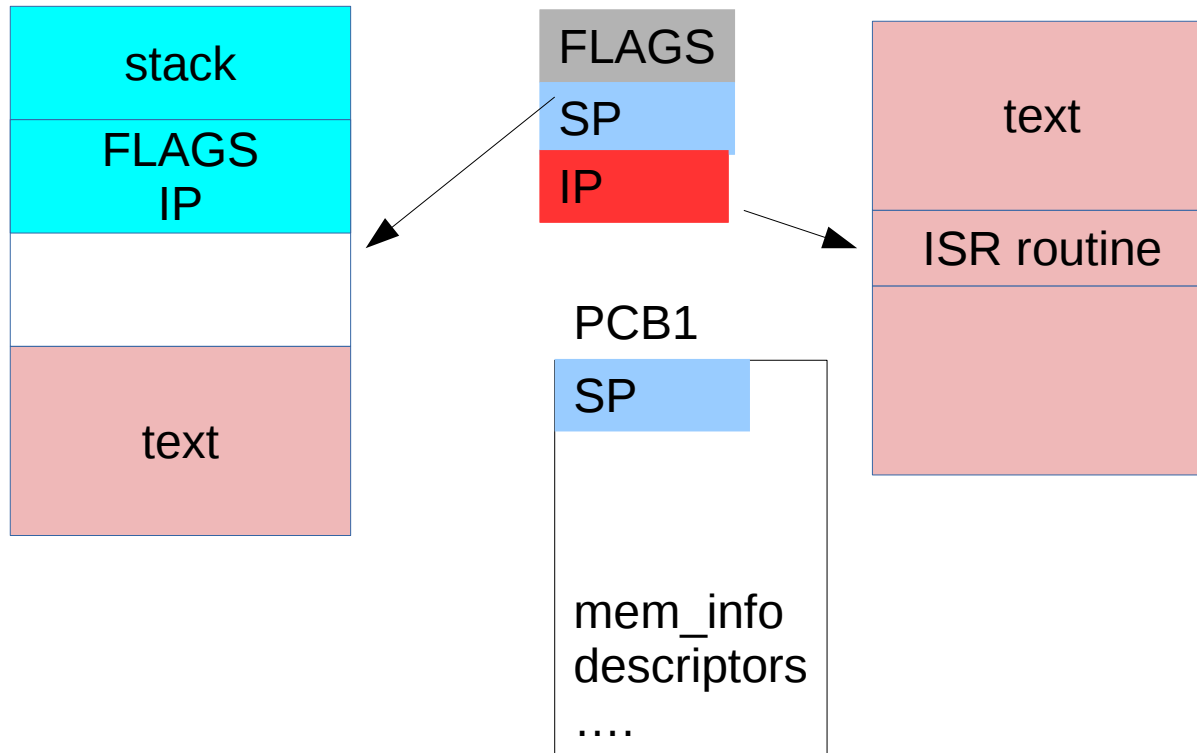 stack
FLAGS
IP
text
FLAGS
SP
IP
PCB1
SP
mem_info
descriptors
....
text
ISR routine